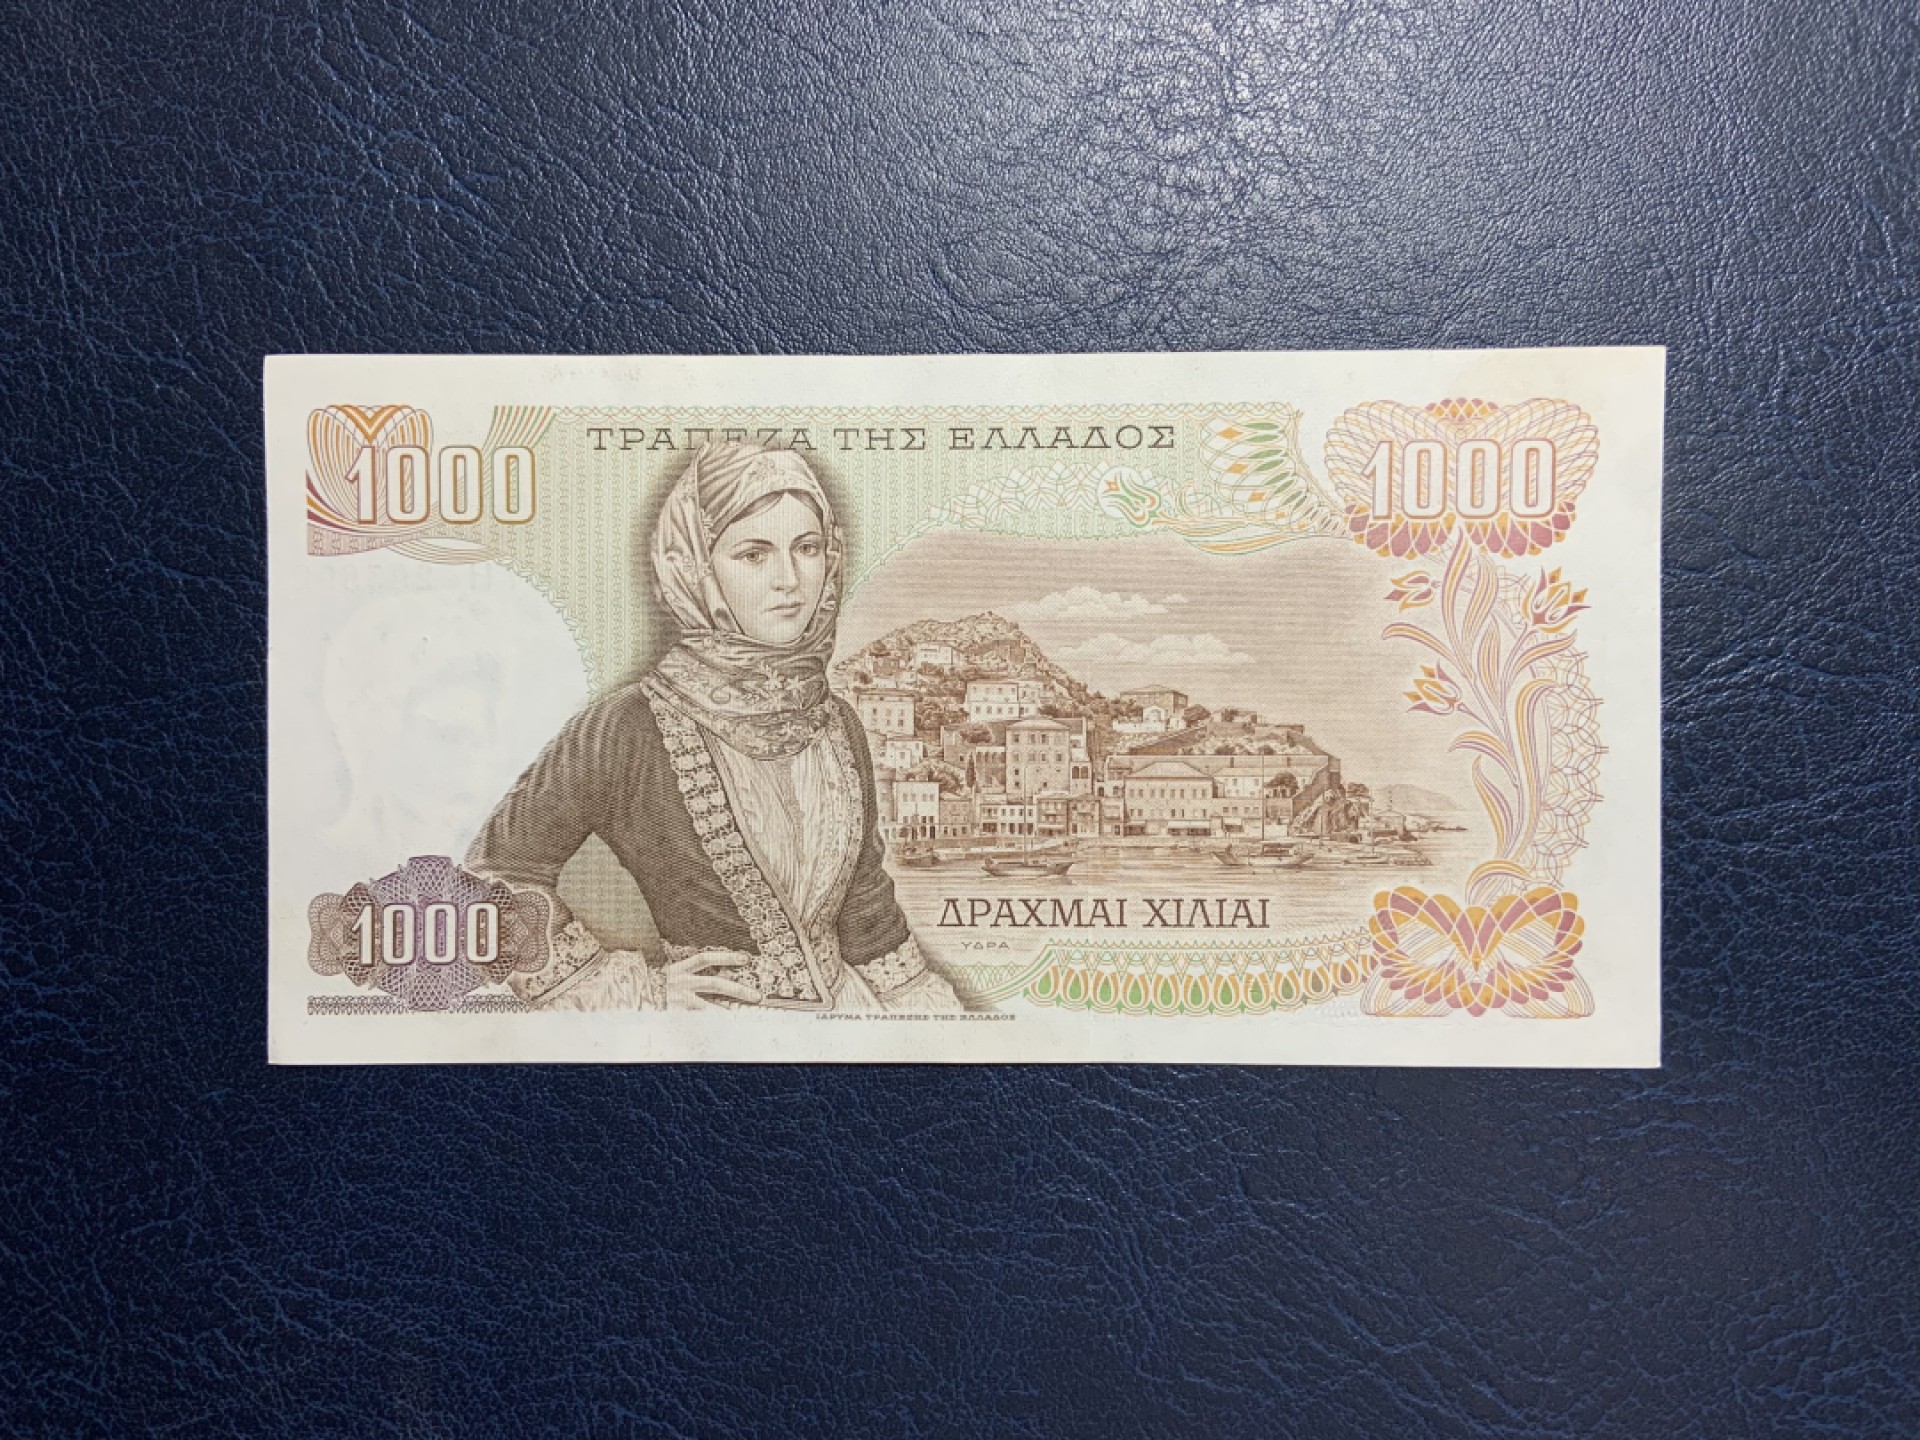 ΤΡΑΠΕΖΑ ΤΗΣ ΕΛΛΑΔΟΣ
1000
1000
ΔΡΑΧΜΑΙ ΧΙΛΙΑΙ
ΥΔΡΑ
1000
ΙΔΡΥΜΑ ΤΡΑΠΕΖΗΣ ΤΗΣ ΕΛΛΑΔΟΣ